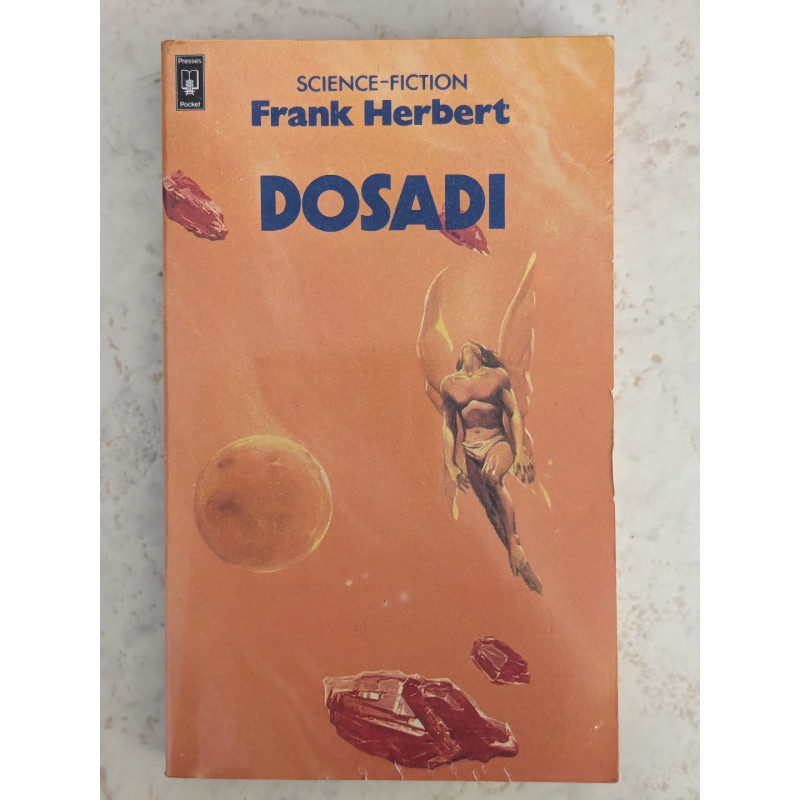 Presses
Pocket
SCIENCE-FICTION
Frank Herbert
DOSADI